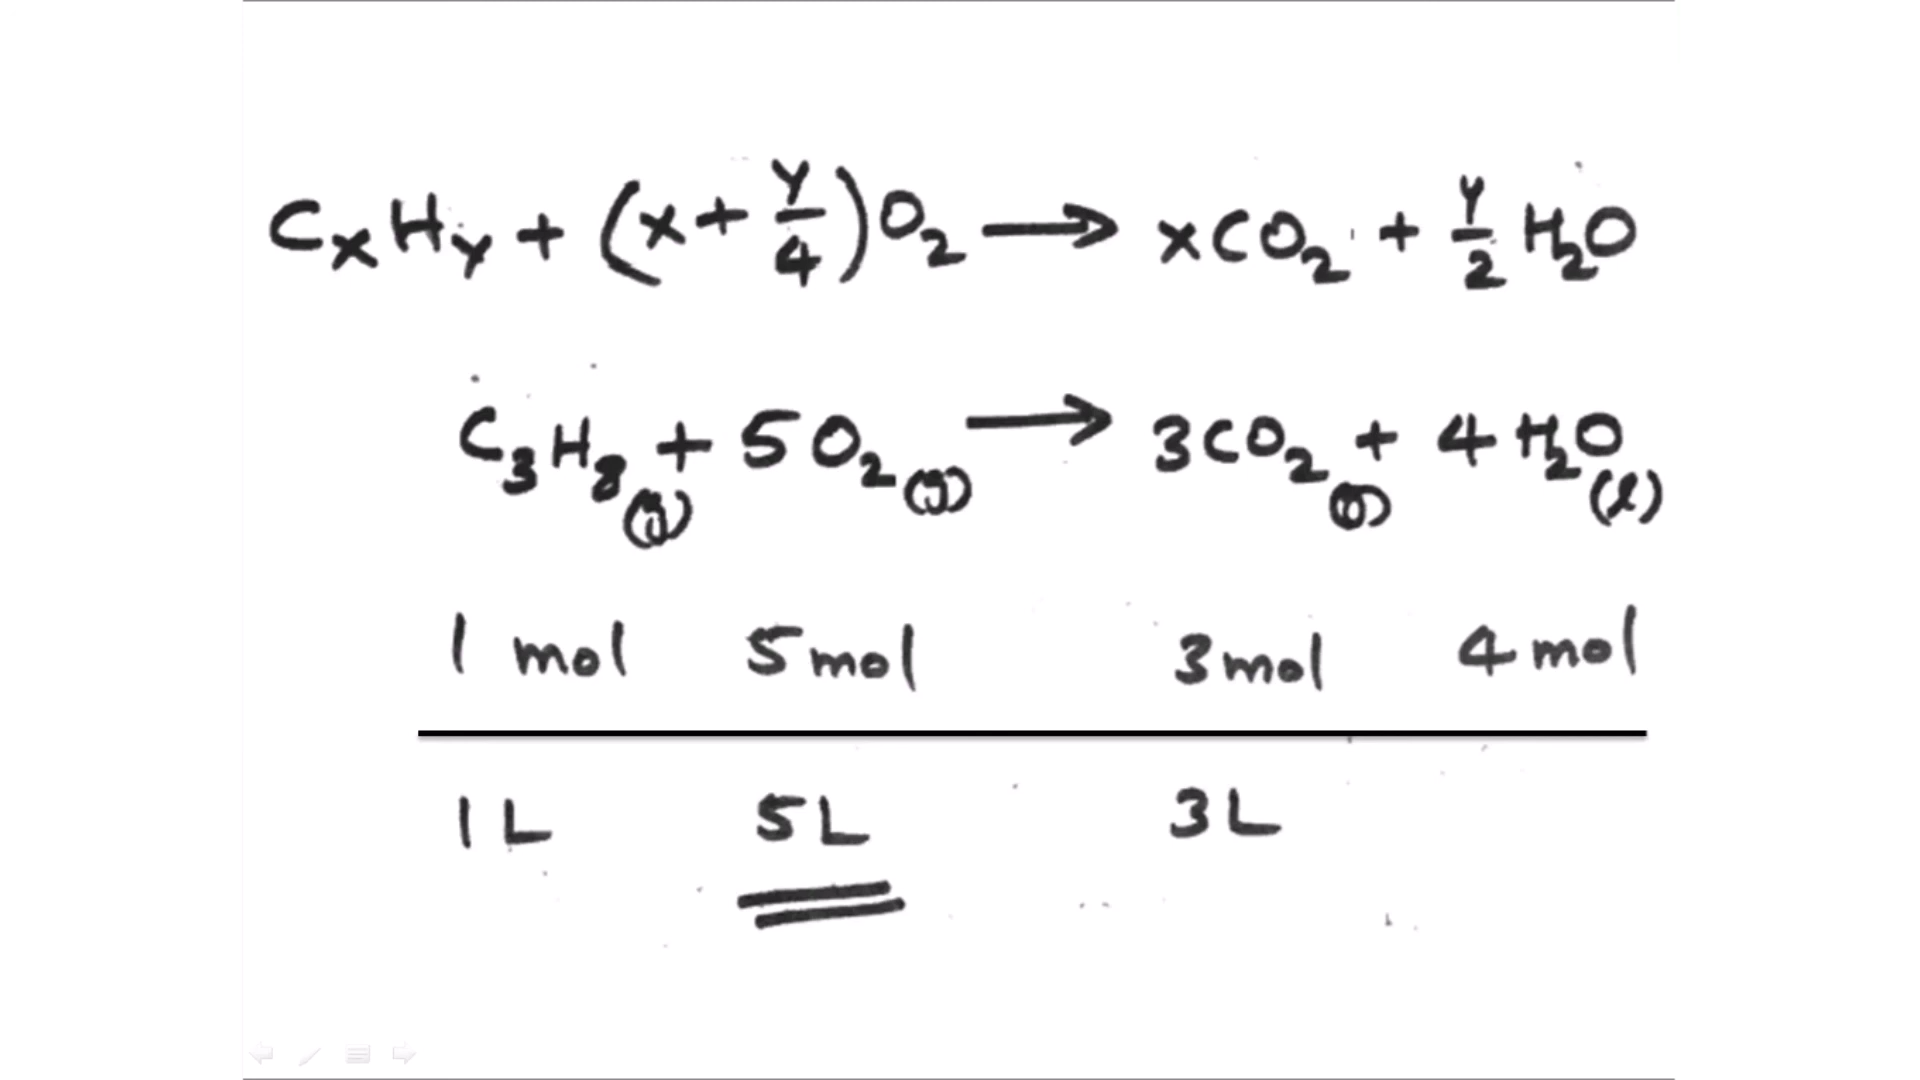 CxHy + (x + y/4)O₂ → xCO₂ + y/2 H₂O
C₃H₈(g) + 5O₂(g) → 3CO₂(g) + 4H₂O(l)
1 mol 5 mol 3 mol 4 mol
1 L 5 L 3 L